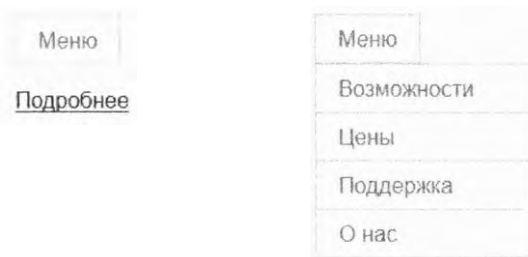 Меню
Подробнее
Меню
Возможности
Цены
Поддержка
О нас